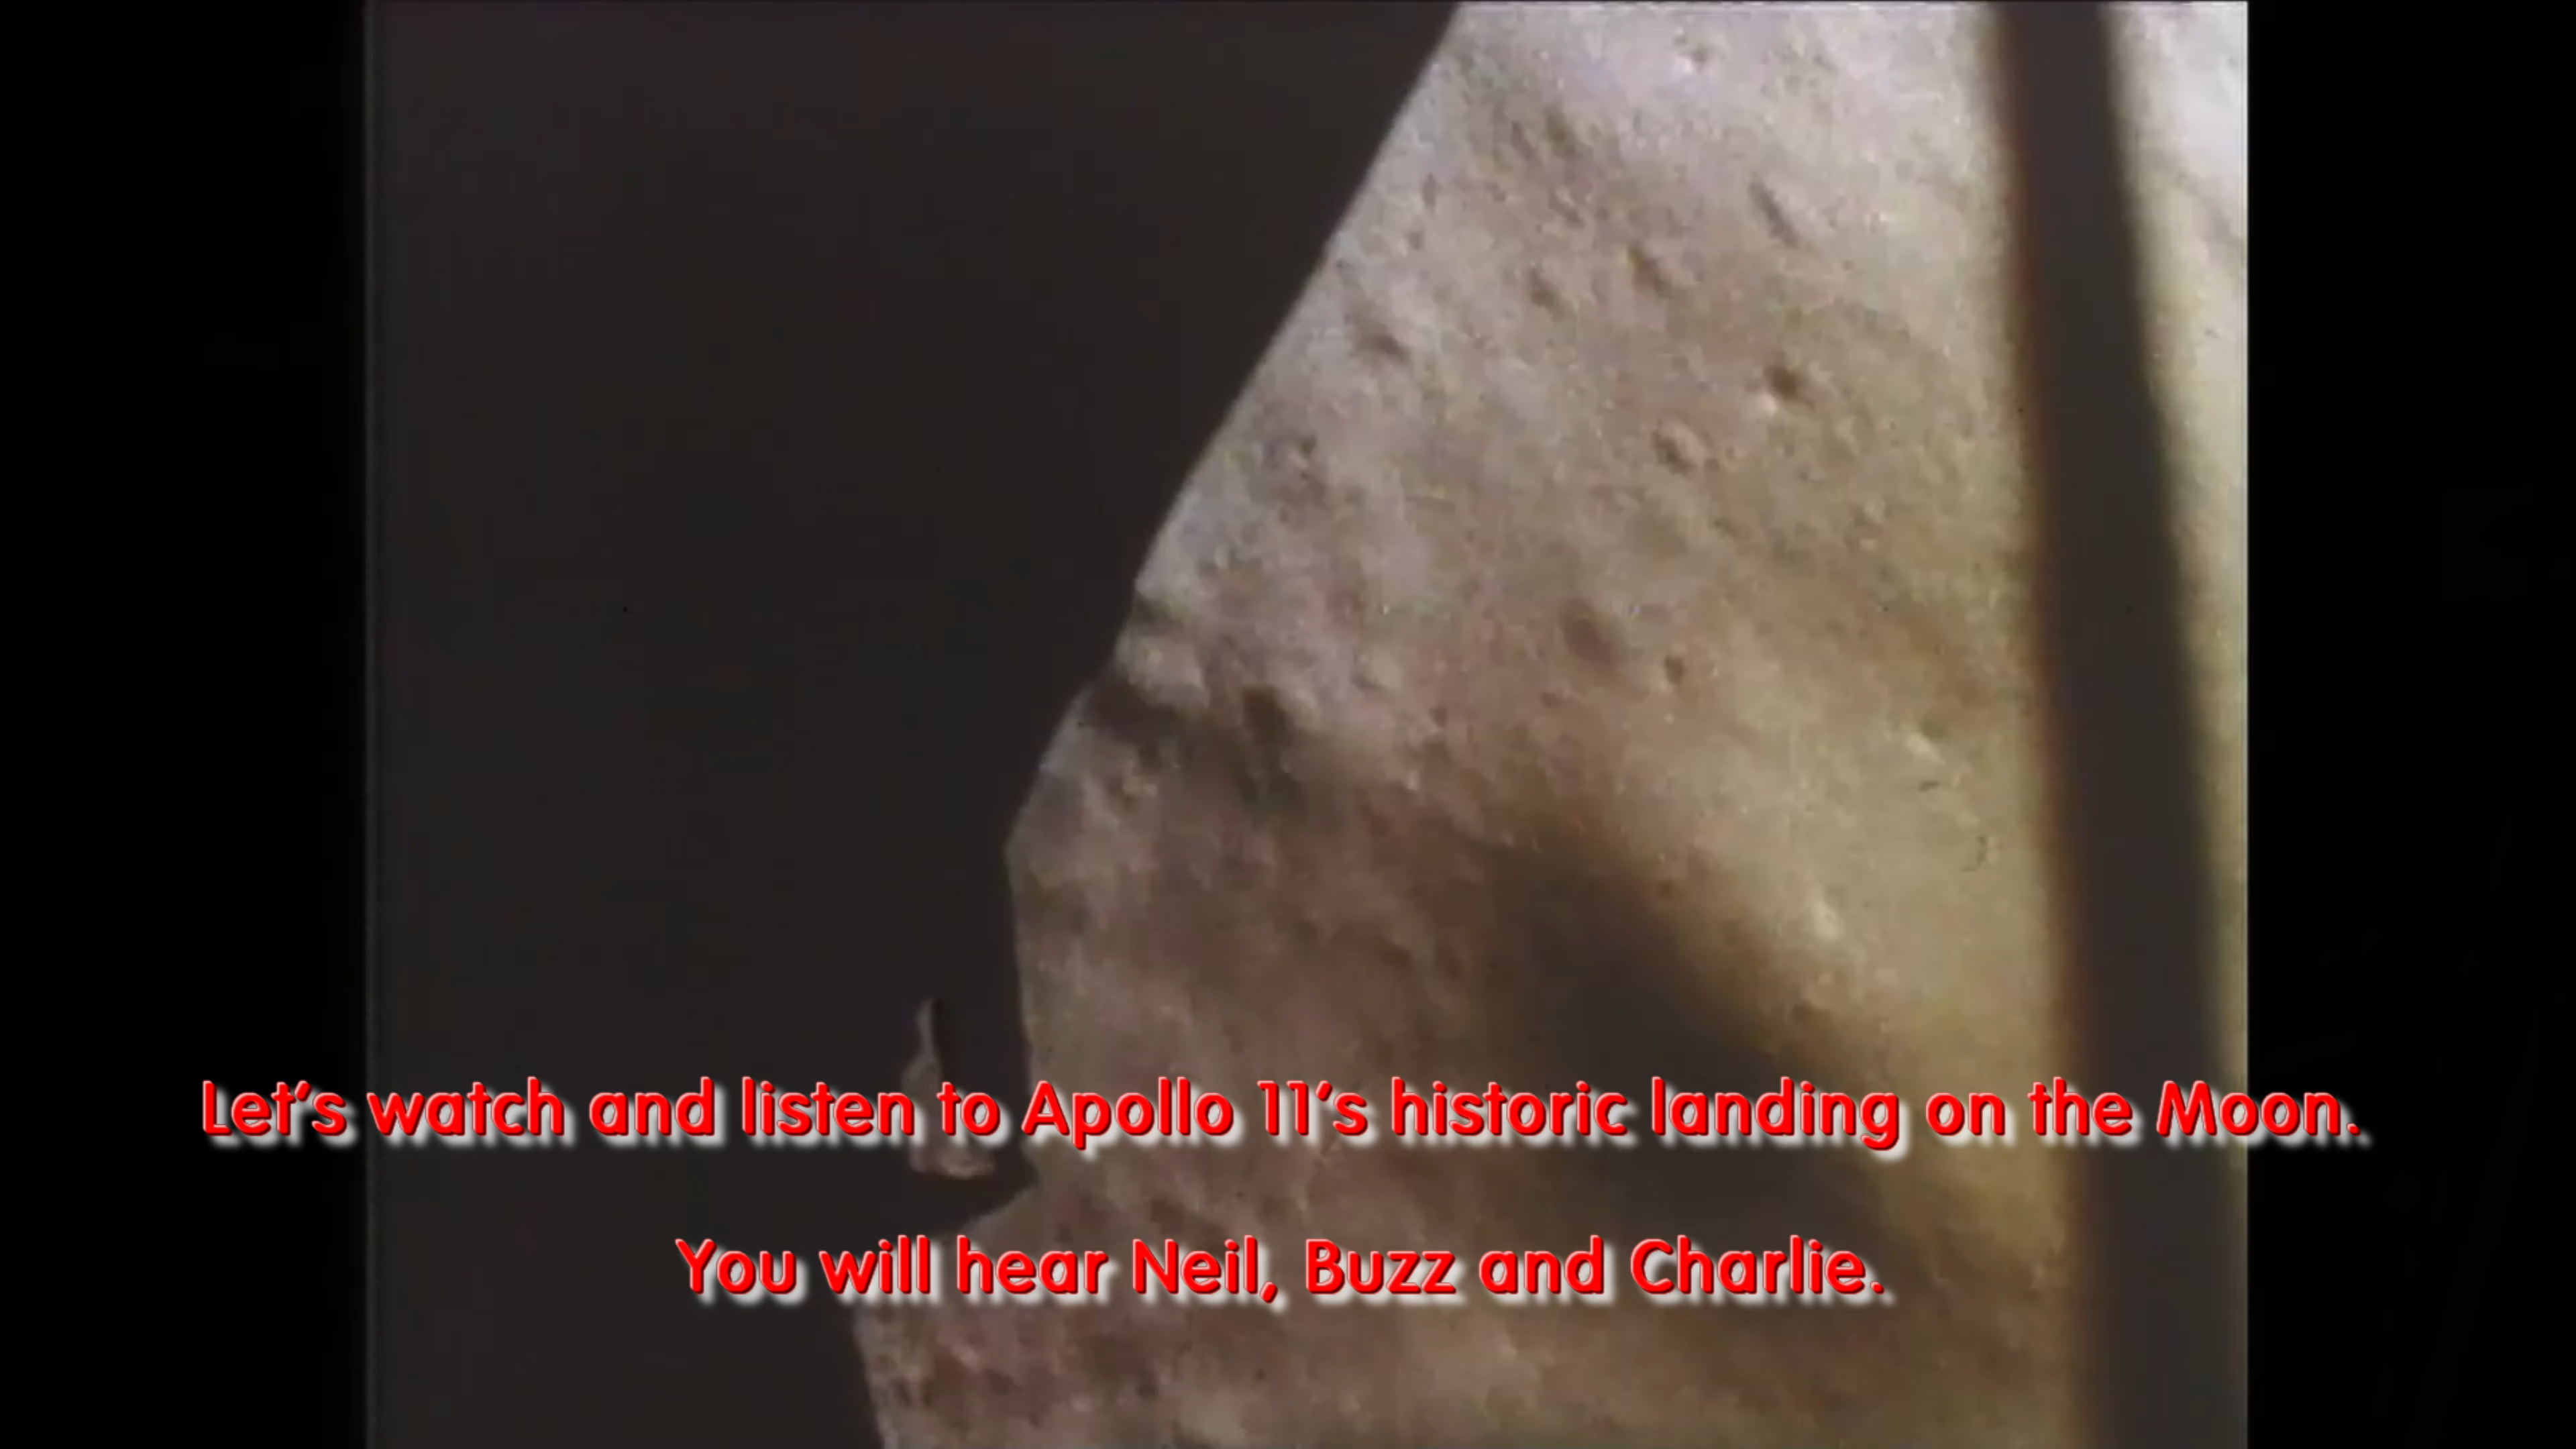 Let's watch and listen to Apollo 11's historic landing on the Moon.
You will hear Neil, Buzz and Charlie.